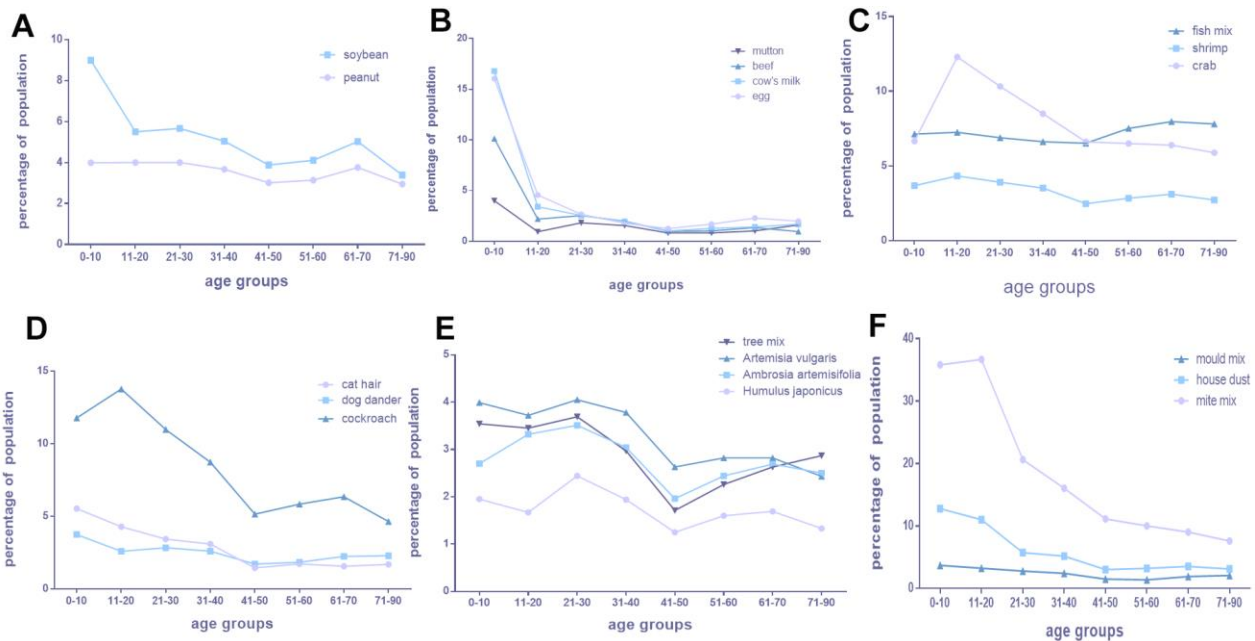 A
percentage of population
10
8
6
4
2
0
soybean
peanut
0-10 11-20 21-30 31-40 41-50 51-60 61-70 71-90
age groups
B
percentage of population
20
15
10
5
0
mutton
beef
cow's milk
egg
0-10 11-20 21-30 31-40 41-50 51-60 61-70 71-90
age groups
C
percentage of population
15
10
5
0
fish mix
shrimp
crab
0-10 11-20 21-30 31-40 41-50 51-60 61-70 71-90
age groups
D
percentage of population
15
10
5
0
cat hair
dog dander
cockroach
0-10 11-20 21-30 31-40 41-50 51-60 61-70 71-90
age groups
E
percentage of population
5
4
3
2
1
0
tree mix
Artemisia vulgaris
Ambrosia artemisifolia
Humulus japonicus
0-10 11-20 21-30 31-40 41-50 51-60 61-70 71-90
age groups
F
percentage of population
40
30
20
10
0
mould mix
house dust
mite mix
0-10 11-20 21-30 31-40 41-50 51-60 61-70 71-90
age groups